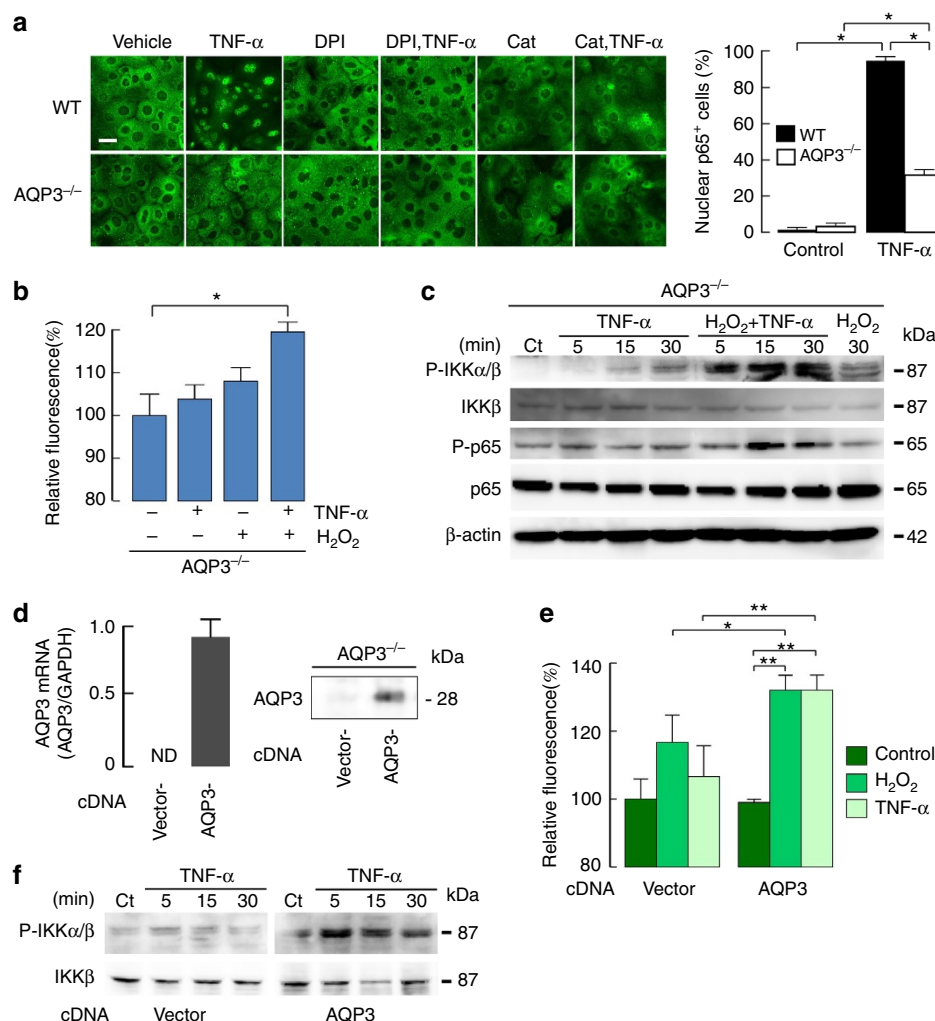 a
Vehicle TNF-α DPI DPI,TNF-α Cat Cat,TNF-α
WT
AQP3⁻/⁻
Nuclear p65⁺ cells (%)
100
80
60
40
20
0
* * *
WT
AQP3⁻/⁻
Control TNF-α
b
Relative fluorescence(%)
120
100
90
80
*
– + – + TNF-α
– – + + H₂O₂
AQP3⁻/⁻
c
AQP3⁻/⁻
TNF-α H₂O₂+TNF-α H₂O₂ kDa
(min) Ct 5 15 30 5 15 30 30
P-IKKα/β 87
IKKβ 87
P-p65 65
p65 65
β-actin 42
d
AQP3 mRNA
(AQP3/GAPDH)
1.0
0.5
0
ND
cDNA Vector- AQP3-
AQP3⁻/⁻ kDa
AQP3 - 28
cDNA Vector- AQP3-
e
Relative fluorescence(%)
140
120
100
80
**
*
**
**
Control
H₂O₂
TNF-α
cDNA Vector AQP3
f
TNF-α TNF-α kDa
(min) Ct 5 15 30 Ct 5 15 30
P-IKKα/β 87
IKKβ 87
cDNA Vector AQP3